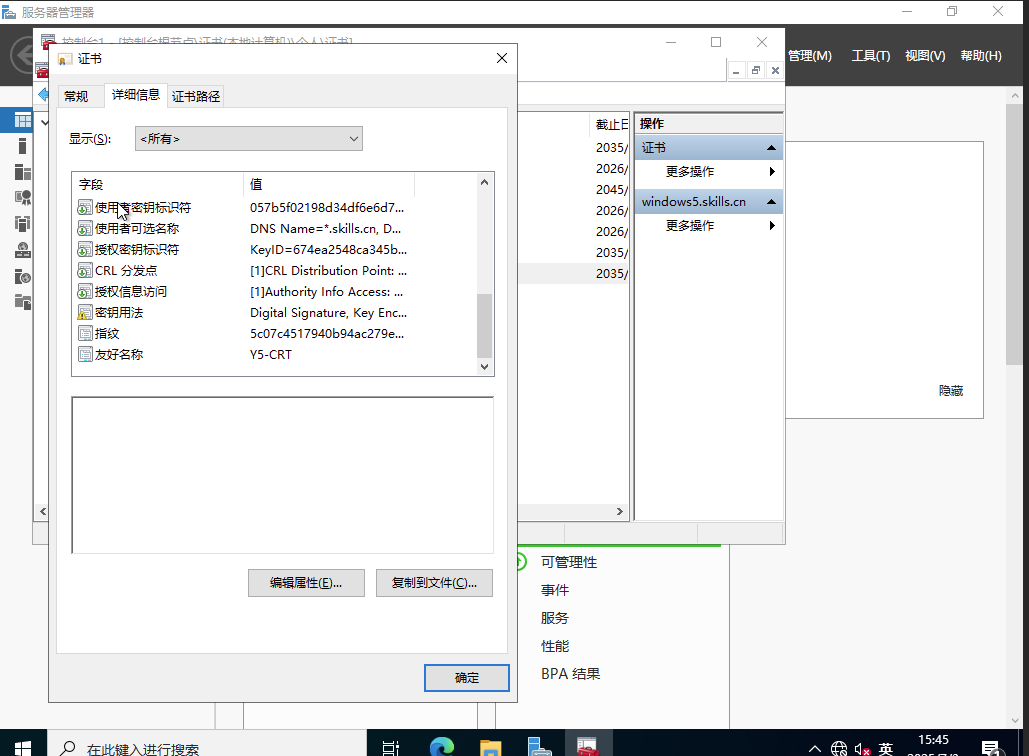 服务器管理器
控制台1 - [控制台根节点\证书(本地计算机)\个人\证书]
管理(M) 工具(T) 视图(V) 帮助(H)
证书
常规 详细信息 证书路径
显示(S): <所有>
字段 值
使用者密钥标识符 057b5f02198d34df6e6d7...
使用者可选名称 DNS Name=*.skills.cn, D...
授权密钥标识符 KeyID=674ea2548ca345b...
CRL 分发点 [1]CRL Distribution Point: ...
授权信息访问 [1]Authority Info Access: ...
密钥用法 Digital Signature, Key Enc...
指纹 5c07c4517940b94ac279e...
友好名称 Y5-CRT
编辑属性(E)... 复制到文件(C)...
确定
截止日
2035/
2026/
2045/
2026/
2026/
2035/
2035/
操作
证书
更多操作
windows5.skills.cn
更多操作
隐藏
可管理性
事件
服务
性能
BPA 结果
在此键入进行搜索
英
15:45
1